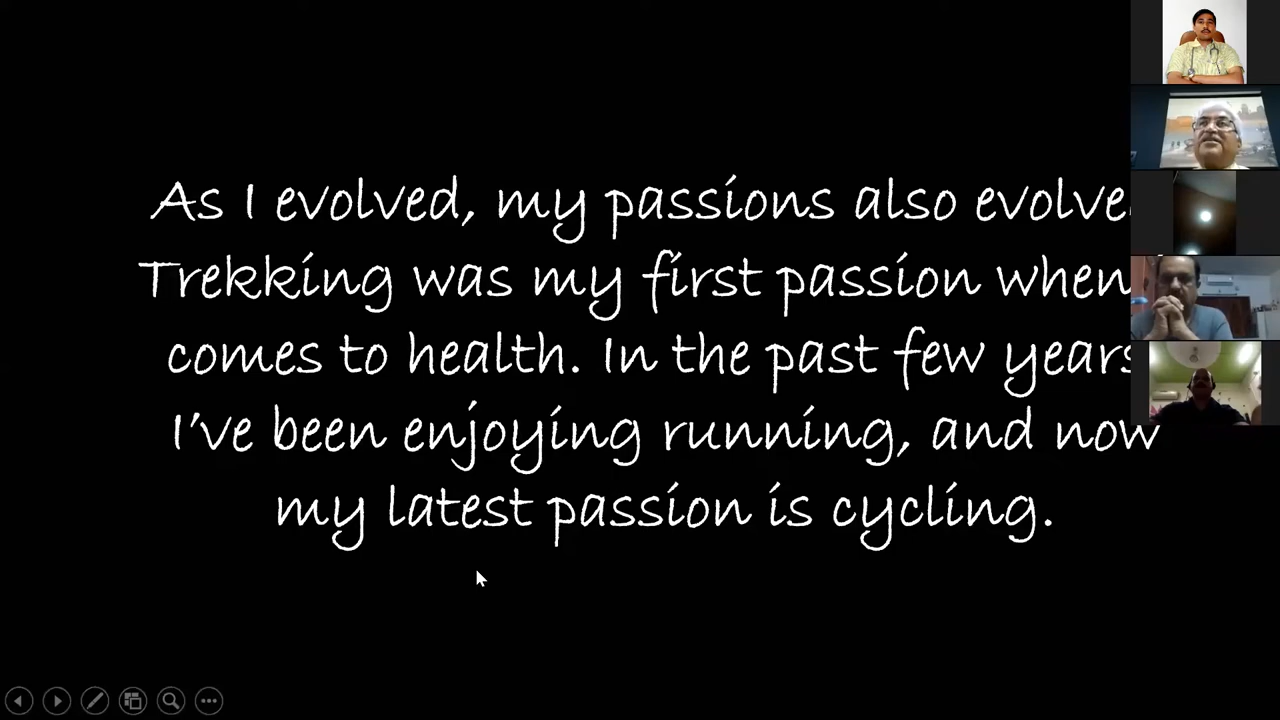 As I evolved, my passions also evolve
Trekking was my first passion when
comes to health. In the past few years
I've been enjoying running, and now
my latest passion is cycling.